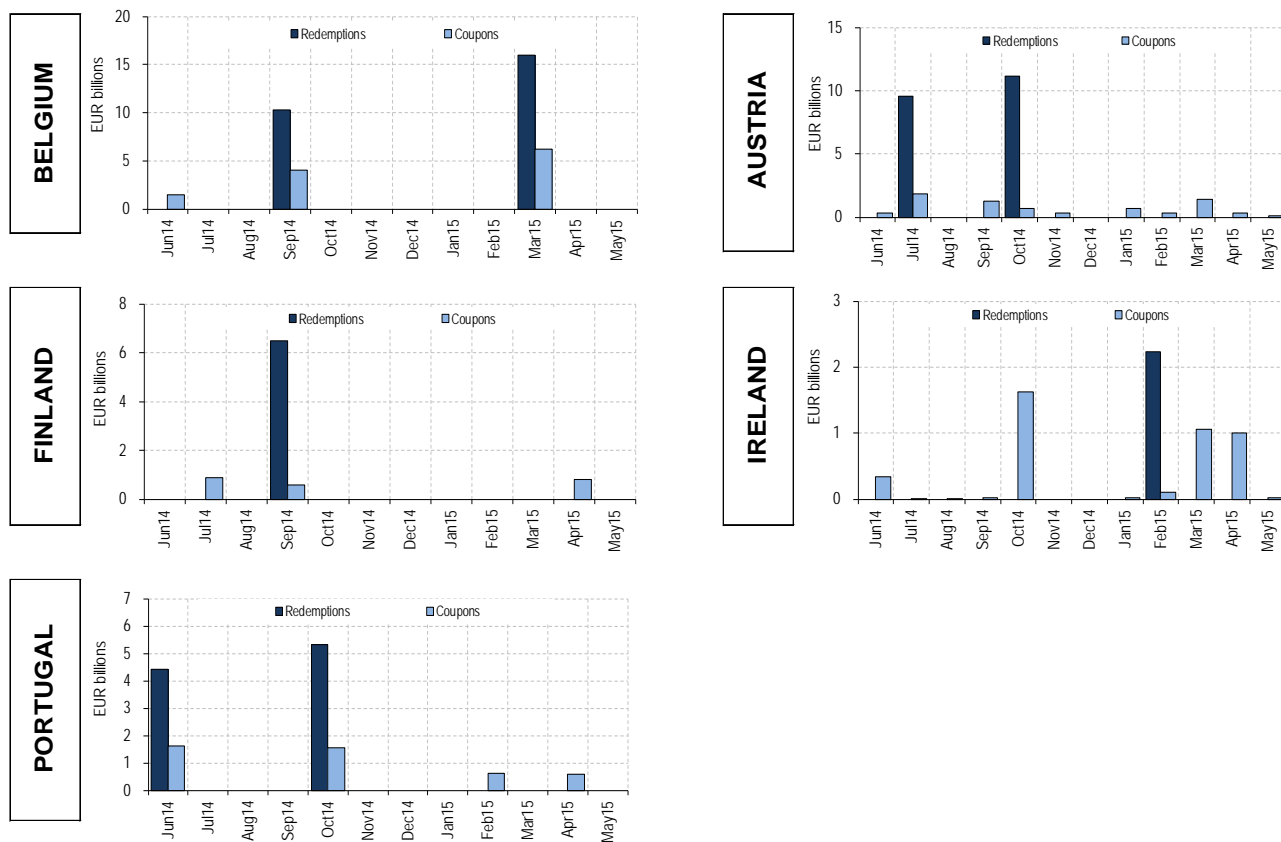 BELGIUM
EUR billions
Redemptions Coupons
20
15
10
5
0
Jun14 Jul14 Aug14 Sep14 Oct14 Nov14 Dec14 Jan15 Feb15 Mar15 Apr15 May15
AUSTRIA
EUR billions
Redemptions Coupons
15
10
5
0
Jun14 Jul14 Aug14 Sep14 Oct14 Nov14 Dec14 Jan15 Feb15 Mar15 Apr15 May15
FINLAND
EUR billions
Redemptions Coupons
8
6
4
2
0
Jun14 Jul14 Aug14 Sep14 Oct14 Nov14 Dec14 Jan15 Feb15 Mar15 Apr15 May15
IRELAND
EUR billions
Redemptions Coupons
3
2
1
0
Jun14 Jul14 Aug14 Sep14 Oct14 Nov14 Dec14 Jan15 Feb15 Mar15 Apr15 May15
PORTUGAL
EUR billions
Redemptions Coupons
7
6
5
4
3
2
1
0
Jun14 Jul14 Aug14 Sep14 Oct14 Nov14 Dec14 Jan15 Feb15 Mar15 Apr15 May15